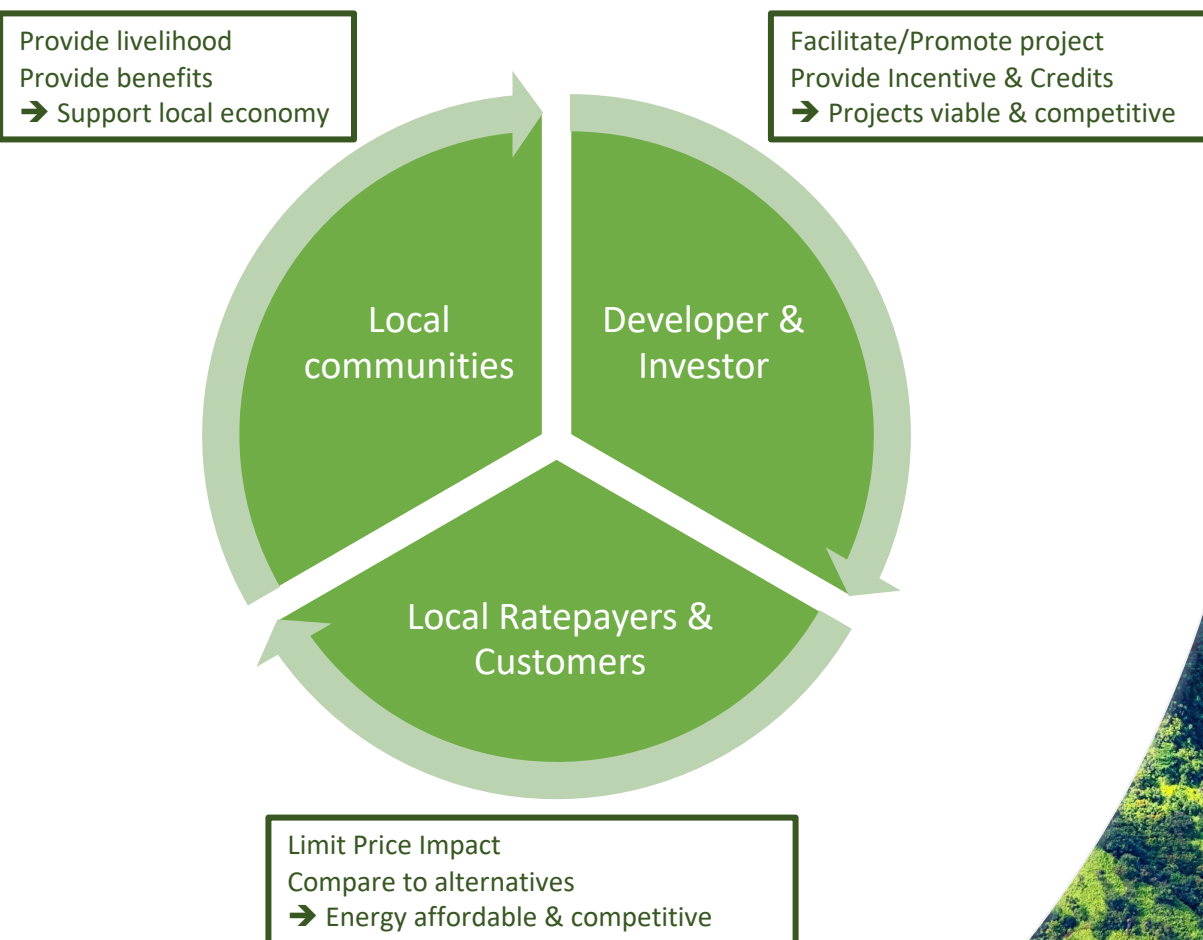 Provide livelihood
Provide benefits
➔ Support local economy
Facilitate/Promote project
Provide Incentive & Credits
➔ Projects viable & competitive
Local
communities
Developer &
Investor
Local Ratepayers &
Customers
Limit Price Impact
Compare to alternatives
➔ Energy affordable & competitive